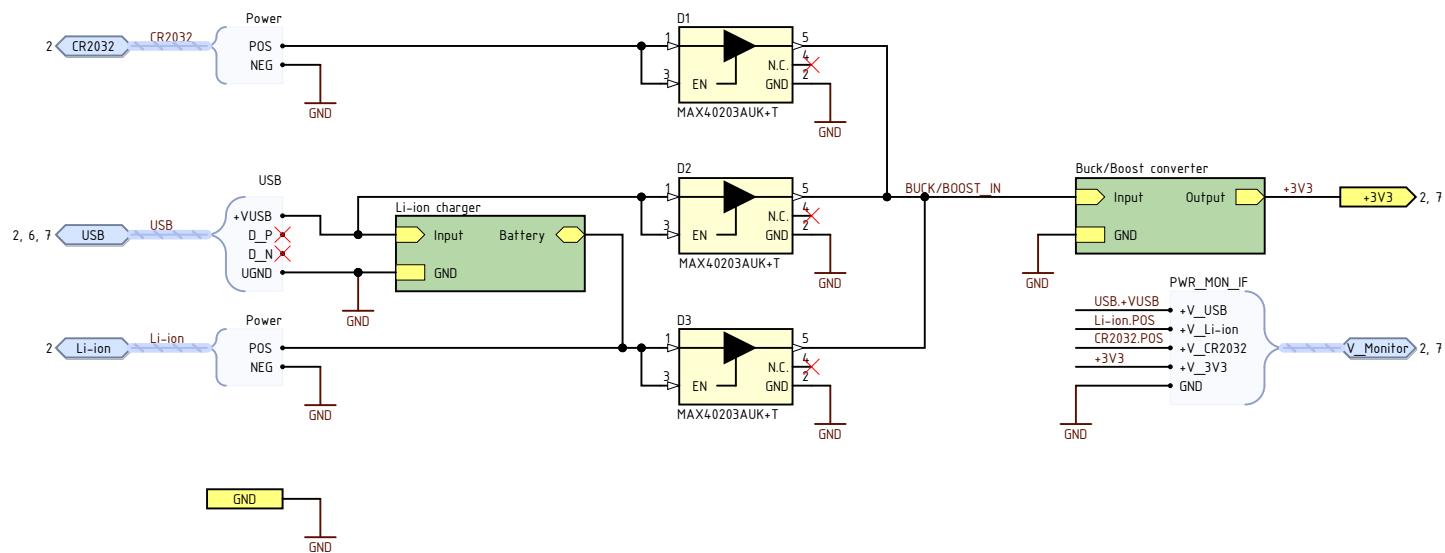 Power
2
CR2032
CR2032
POS
NEG
GND
D1
1
5
4
N.C.
3
2
EN
GND
MAX40203AUK+T
GND
USB
2, 6, 7
USB
USB
+VUSB
D_P
D_N
UGND
Li-ion charger
Input
Battery
GND
GND
D2
1
5
4
N.C.
3
2
EN
GND
MAX40203AUK+T
GND
BUCK/BOOST_IN
Buck/Boost converter
Input
Output
GND
GND
+3V3
+3V3
2, 7
Power
2
Li-ion
Li-ion
POS
NEG
GND
D3
1
5
4
N.C.
3
2
EN
GND
MAX40203AUK+T
GND
PWR_MON_IF
USB.+VUSB
+V_USB
Li-ion.POS
+V_Li-ion
CR2032.POS
+V_CR2032
+3V3
+V_3V3
GND
V_Monitor
2, 7
GND
GND
GND